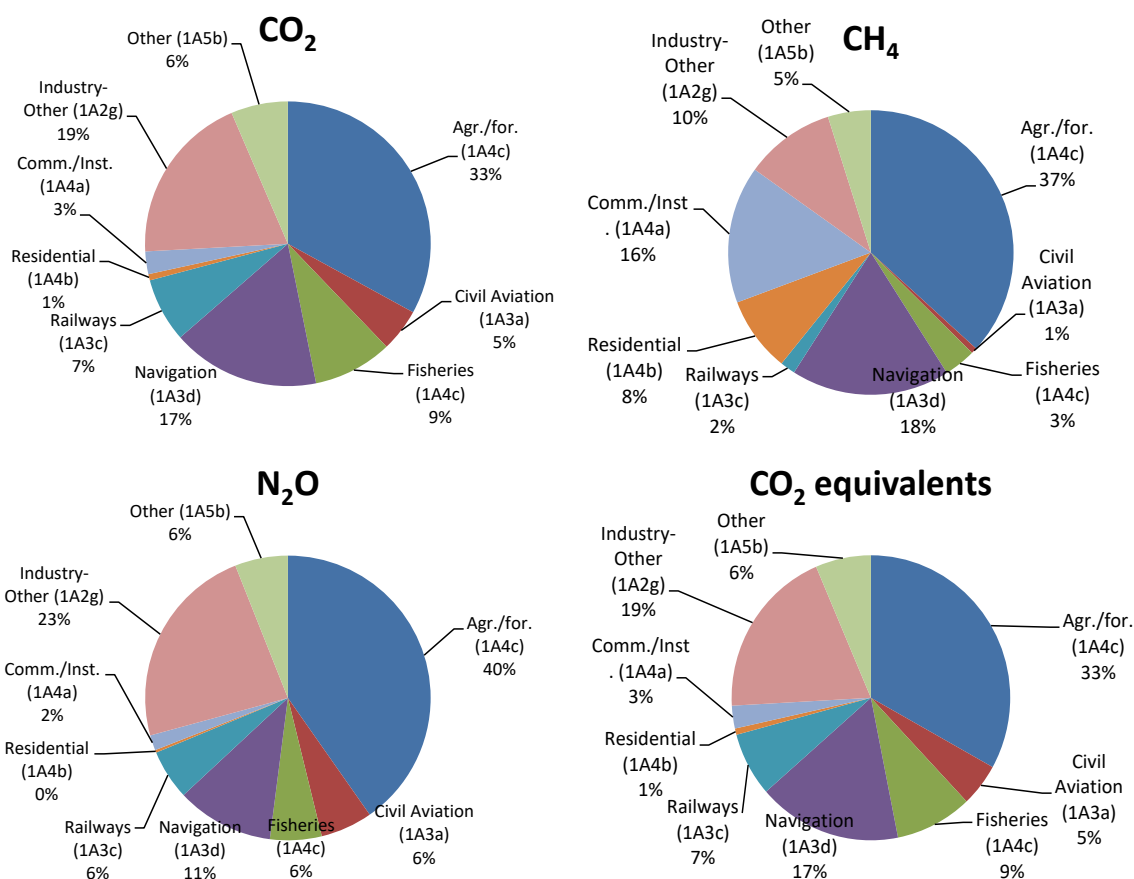 CO2
Other (1A5b)
6%
Industry-
Other (1A2g)
19%
Comm./Inst.
(1A4a)
3%
Residential
(1A4b)
1%
Railways
(1A3c)
7%
Navigation
(1A3d)
17%
Fisheries
(1A4c)
9%
Civil Aviation
(1A3a)
5%
Agr./for.
(1A4c)
33%
CH4
Other
(1A5b)
5%
Industry-
Other
(1A2g)
10%
Comm./Inst
. (1A4a)
16%
Residential
(1A4b)
8%
Railways
(1A3c)
2%
Navigation
(1A3d)
18%
Fisheries
(1A4c)
3%
Civil
Aviation
(1A3a)
1%
Agr./for.
(1A4c)
37%
N2O
Other (1A5b)
6%
Industry-
Other (1A2g)
23%
Comm./Inst.
(1A4a)
2%
Residential
(1A4b)
0%
Railways
(1A3c)
6%
Navigation
(1A3d)
11%
Fisheries
(1A4c)
6%
Civil Aviation
(1A3a)
6%
Agr./for.
(1A4c)
40%
CO2 equivalents
Other
(1A5b)
6%
Industry-
Other
(1A2g)
19%
Comm./Inst
. (1A4a)
3%
Residential
(1A4b)
1%
Railways
(1A3c)
7%
Navigation
(1A3d)
17%
Fisheries
(1A4c)
9%
Civil
Aviation
(1A3a)
5%
Agr./for.
(1A4c)
33%